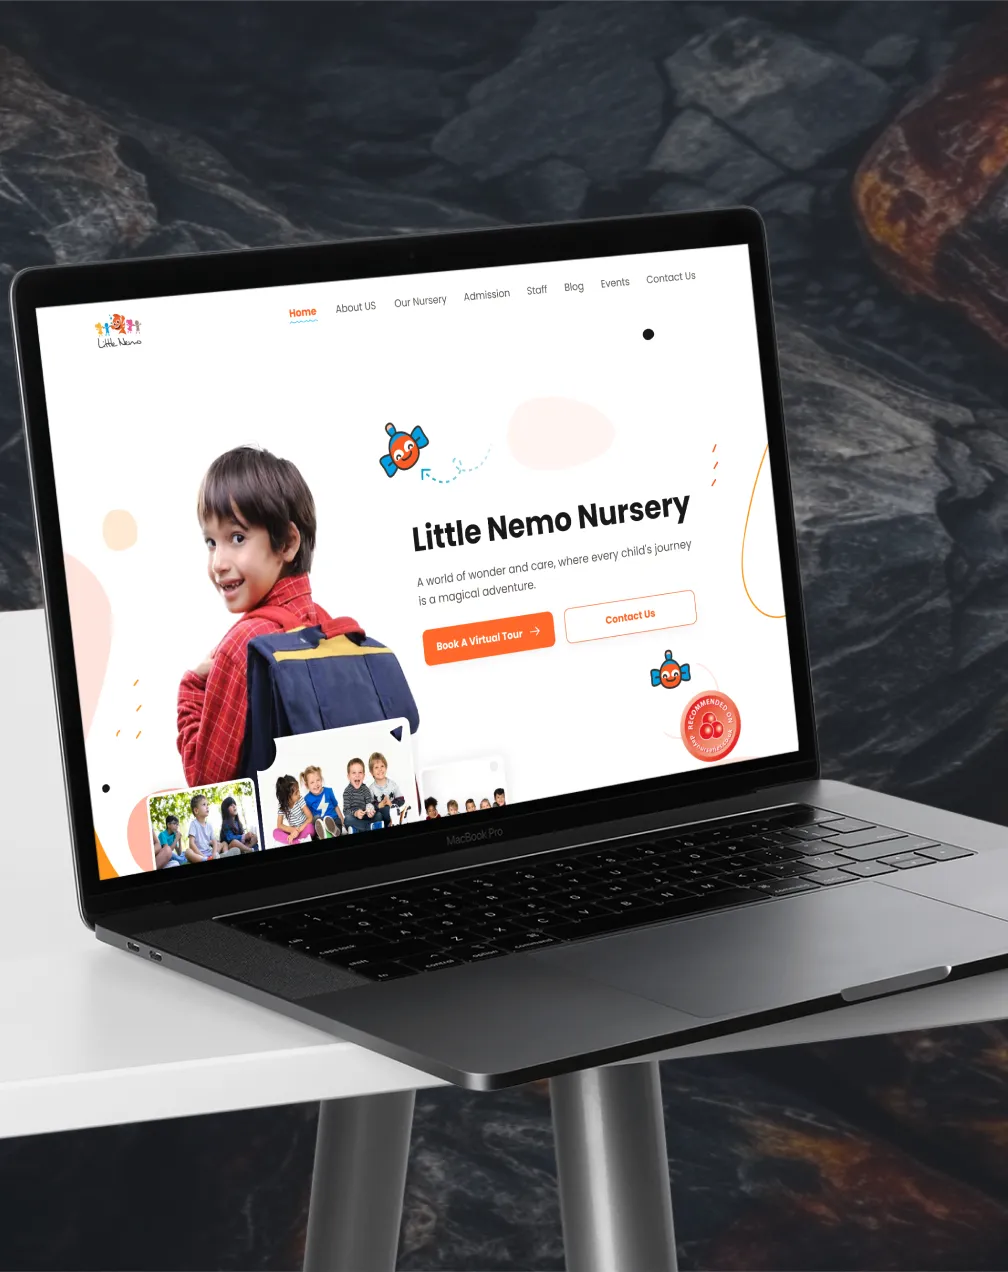 Little Nemo
Home
About US
Our Nursery
Admission
Staff
Blog
Events
Contact Us
Little Nemo Nursery
A world of wonder and care, where every child's journey
is a magical adventure.
Book A Virtual Tour
Contact Us
RECOMMENDED ON
MacBook Pro